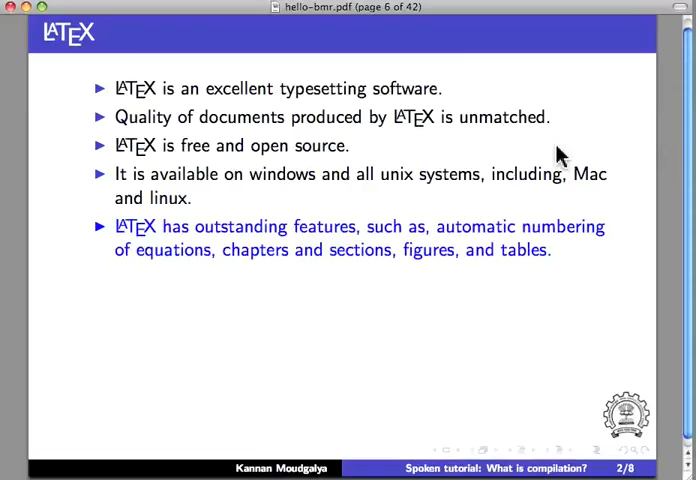 hello-bmr.pdf (page 6 of 42)
LATEX
LATEX is an excellent typesetting software.
Quality of documents produced by LATEX is unmatched.
LATEX is free and open source.
It is available on windows and all unix systems, including, Mac
and linux.
LATEX has outstanding features, such as, automatic numbering
of equations, chapters and sections, figures, and tables.
Kannan Moudgalya Spoken tutorial: What is compilation? 2/8